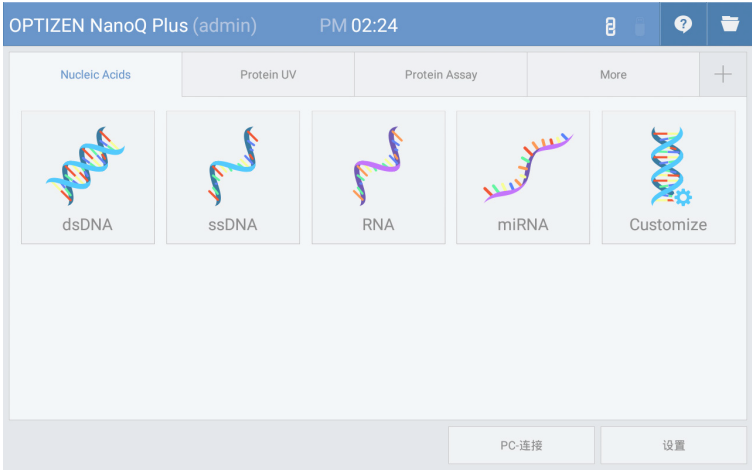 OPTIZEN NanoQ Plus (admin) PM 02:24
Nucleic Acids Protein UV Protein Assay More
dsDNA ssDNA RNA miRNA Customize
PC-连接 设置